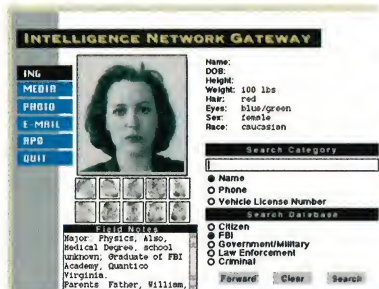 INTELLIGENCE NETWORK GATEWAY
ING
MEDIA
PHOTO
E-MAIL
APB
QUIT
Name:
DOB:
Height:
Weight: 100 lbs
Hair: red
Eyes: blue/green
Sex: female
Race: caucasian
Field Notes
Major: Physics, Also,
Medical Degree, school
unknown; Graduate of FBI
Academy, Quantico
Virginia.
Parents Father, William,
Search Category
Name
Phone
Vehicle License Number
Search Database
Citizen
FBI
Government/Military
Law Enforcement
Criminal
Forward Clear Search